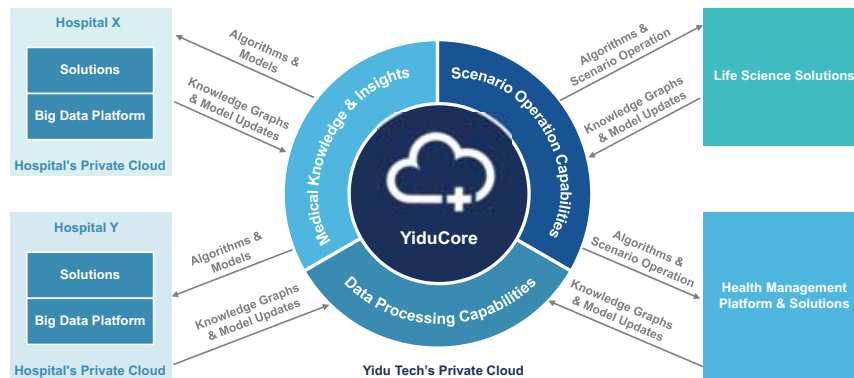 Hospital X
Solutions
Big Data Platform
Hospital's Private Cloud
Algorithms &
Models
Knowledge Graphs
& Model Updates
Hospital Y
Solutions
Big Data Platform
Hospital's Private Cloud
Algorithms &
Models
Knowledge Graphs
& Model Updates
Medical Knowledge & Insights
Scenario Operation Capabilities
Data Processing Capabilities
YiduCore
Yidu Tech's Private Cloud
Algorithms &
Scenario Operation
Knowledge Graphs
& Model Updates
Life Science Solutions
Algorithms &
Scenario Operation
Knowledge Graphs
& Model Updates
Health Management
Platform & Solutions